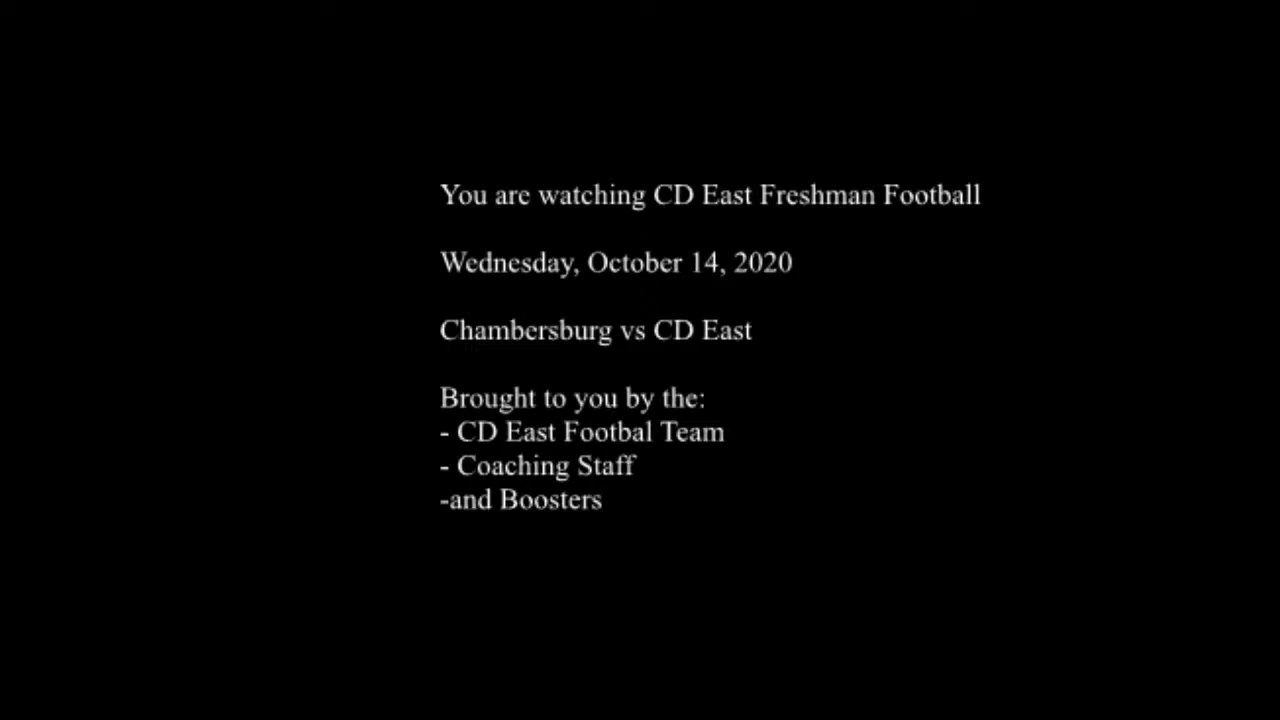 You are watching CD East Freshman Football
Wednesday, October 14, 2020
Chambersburg vs CD East
Brought to you by the:
- CD East Footbal Team
- Coaching Staff
-and Boosters